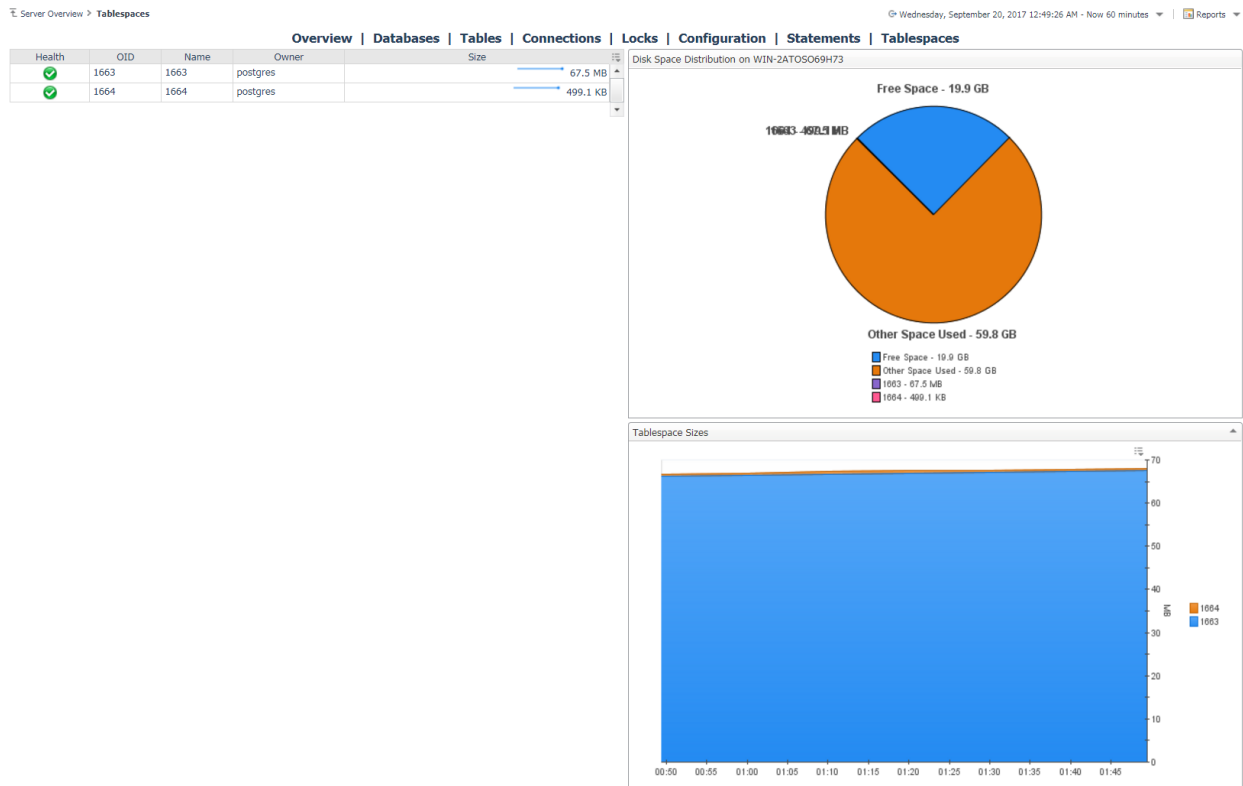 Server Overview > Tablespaces
Wednesday, September 20, 2017 12:49:26 AM - Now 60 minutes | Reports
Overview | Databases | Tables | Connections | Locks | Configuration | Statements | Tablespaces
Health OID Name Owner Size
1663 1663 postgres 67.5 MB
1664 1664 postgres 499.1 KB
Disk Space Distribution on WIN-2ATOSO69H73
Free Space - 19.9 GB
Other Space Used - 59.8 GB
Free Space - 19.9 GB
Other Space Used - 59.8 GB
1663 - 67.5 MB
1664 - 499.1 KB
Tablespace Sizes
70
60
50
40
30
20
10
0
MB
1664
1663
00:50 00:55 01:00 01:05 01:10 01:15 01:20 01:25 01:30 01:35 01:40 01:45